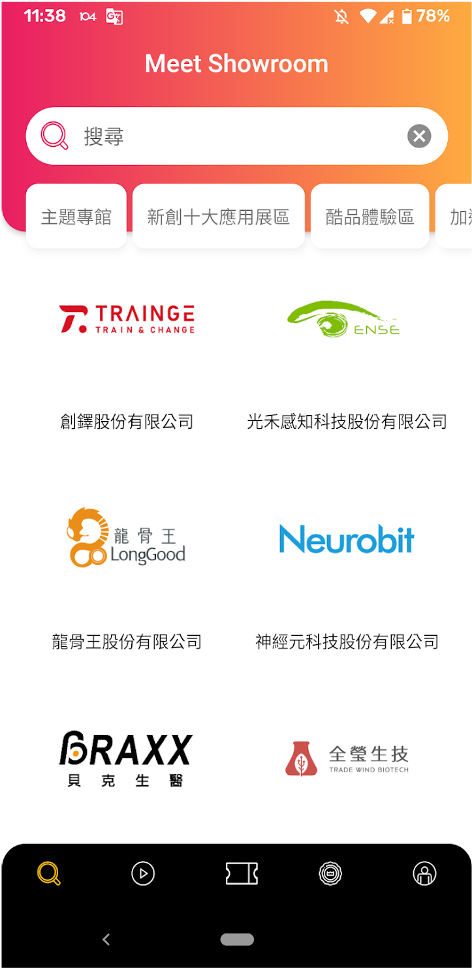 11:38 104 78%
Meet Showroom
搜尋
主題專館 新創十大應用展區 酷品體驗區 加
TRAINGE
TRAIN & CHANGE
ENSE
創鐸股份有限公司 光禾感知科技股份有限公司
龍骨王
LongGood
Neurobit
龍骨王股份有限公司 神經元科技股份有限公司
BRAXX
貝克生醫
全瑩生技
TRADE WIND BIOTECH